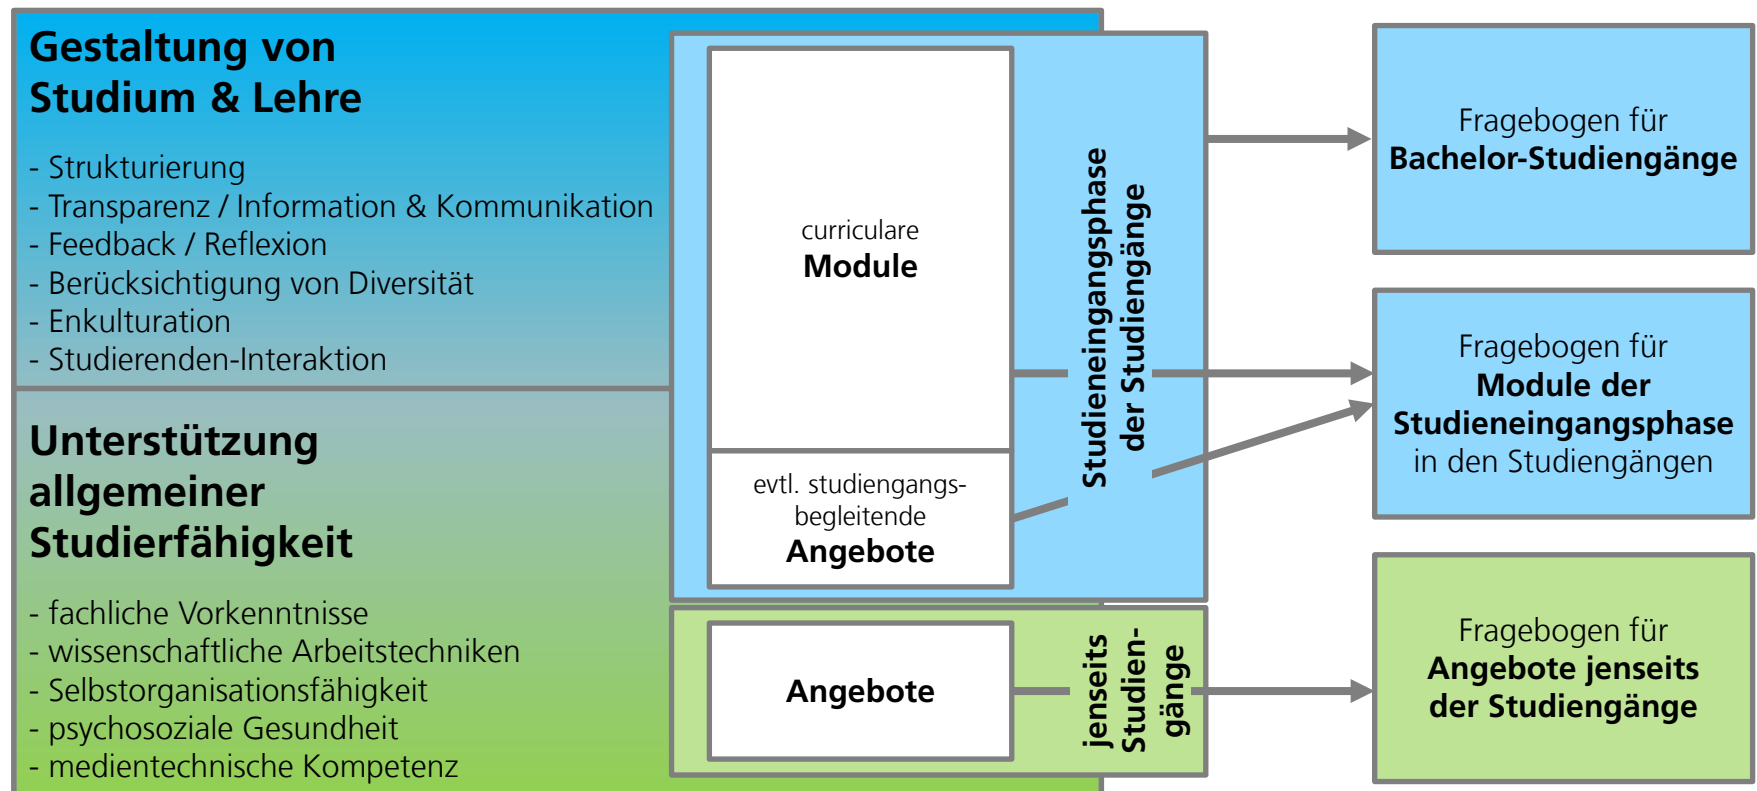 Gestaltung von
Studium & Lehre
- Strukturierung
- Transparenz / Information & Kommunikation
- Feedback / Reflexion
- Berücksichtigung von Diversität
- Enkulturation
- Studierenden-Interaktion
Unterstützung
allgemeiner
Studierfähigkeit
- fachliche Vorkenntnisse
- wissenschaftliche Arbeitstechniken
- Selbstorganisationsfähigkeit
- psychosoziale Gesundheit
- medientechnische Kompetenz
curriculare
Module
evtl. studiengangs-
begleitende
Angebote
Studieneingangsphase
der Studiengänge
Angebote
jenseits
Studien-
gänge
Fragebogen für
Bachelor-Studiengänge
Fragebogen für
Module der
Studieneingangsphase
in den Studiengängen
Fragebogen für
Angebote jenseits
der Studiengänge